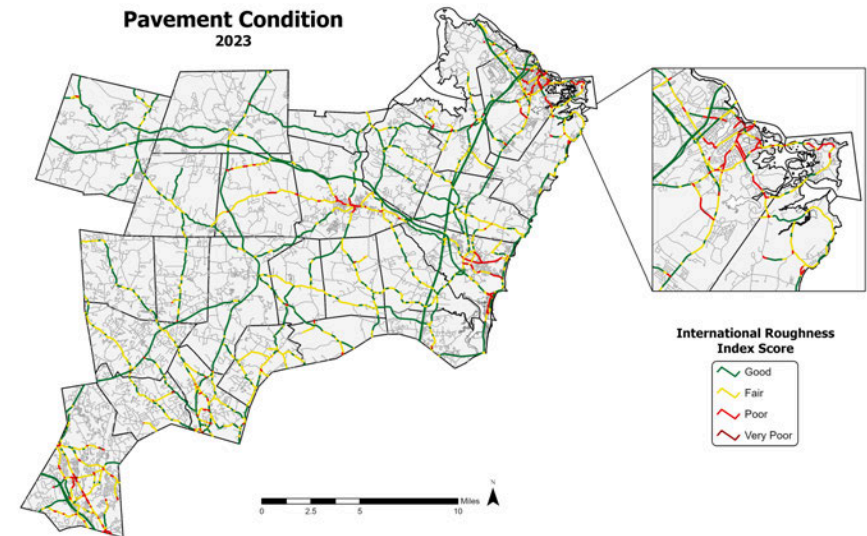 Pavement Condition
2023
International Roughness
Index Score
Good
Fair
Poor
Very Poor
N
Miles
0 2.5 5 10